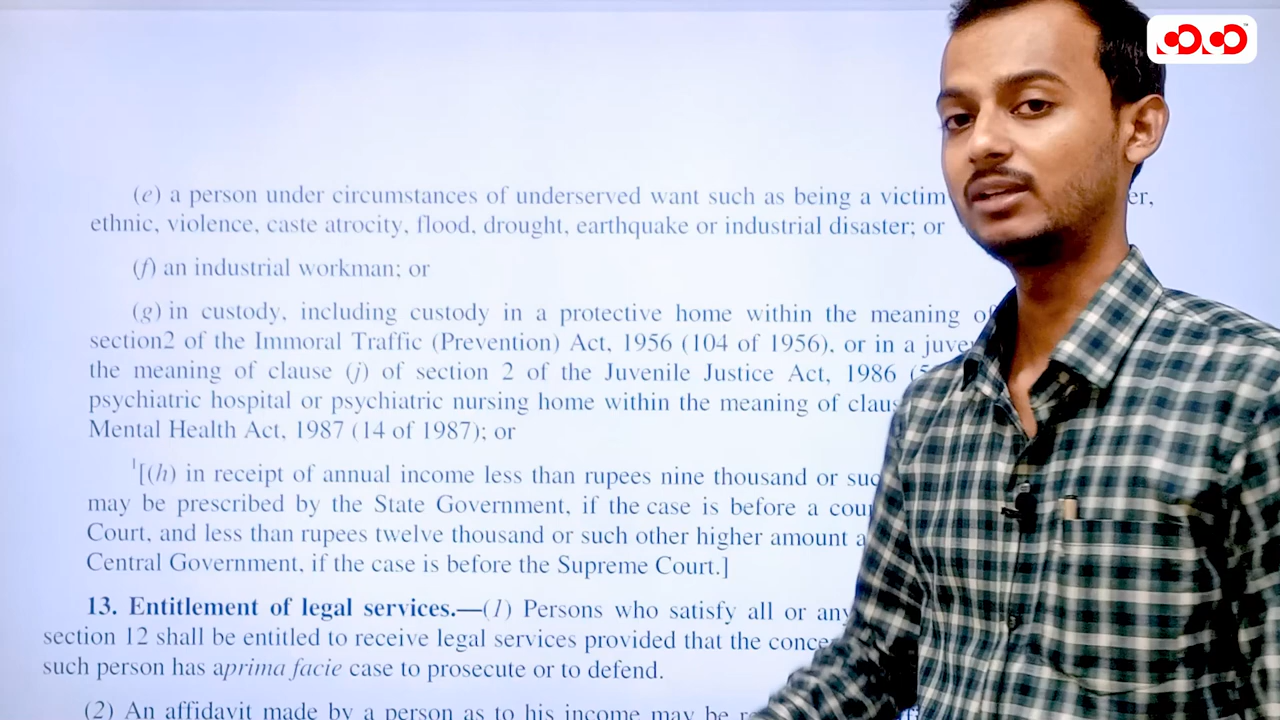 (e) a person under circumstances of underserved want such as being a victim er,
ethnic, violence, caste atrocity, flood, drought, earthquake or industrial disaster; or
(f) an industrial workman; or
(g) in custody, including custody in a protective home within the meaning of
section2 of the Immoral Traffic (Prevention) Act, 1956 (104 of 1956), or in a
the meaning of clause (j) of section 2 of the Juvenile Justice Act, 1986
psychiatric hospital or psychiatric nursing home within the meaning of
Mental Health Act, 1987 (14 of 1987); or
1[(h) in receipt of annual income less than rupees nine thousand or
may be prescribed by the State Government, if the case is before a
Court, and less than rupees twelve thousand or such other higher amount
Central Government, if the case is before the Supreme Court.]
13. Entitlement of legal services.—(1) Persons who satisfy all or any
section 12 shall be entitled to receive legal services provided that the
such person has aprima facie case to prosecute or to defend.
(2) An affidavit made by a person as to his income may be